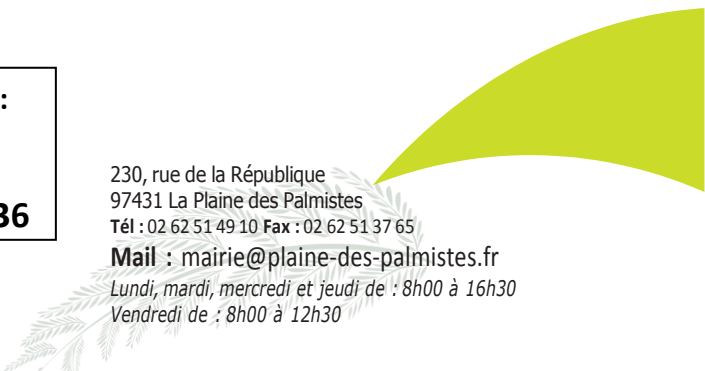 :
36
230, rue de la République
97431 La Plaine des Palmistes
Tél : 02 62 51 49 10 Fax : 02 62 51 37 65
Mail : mairie@plaine-des-palmistes.fr
Lundi, mardi, mercredi et jeudi de : 8h00 à 16h30
Vendredi de : 8h00 à 12h30